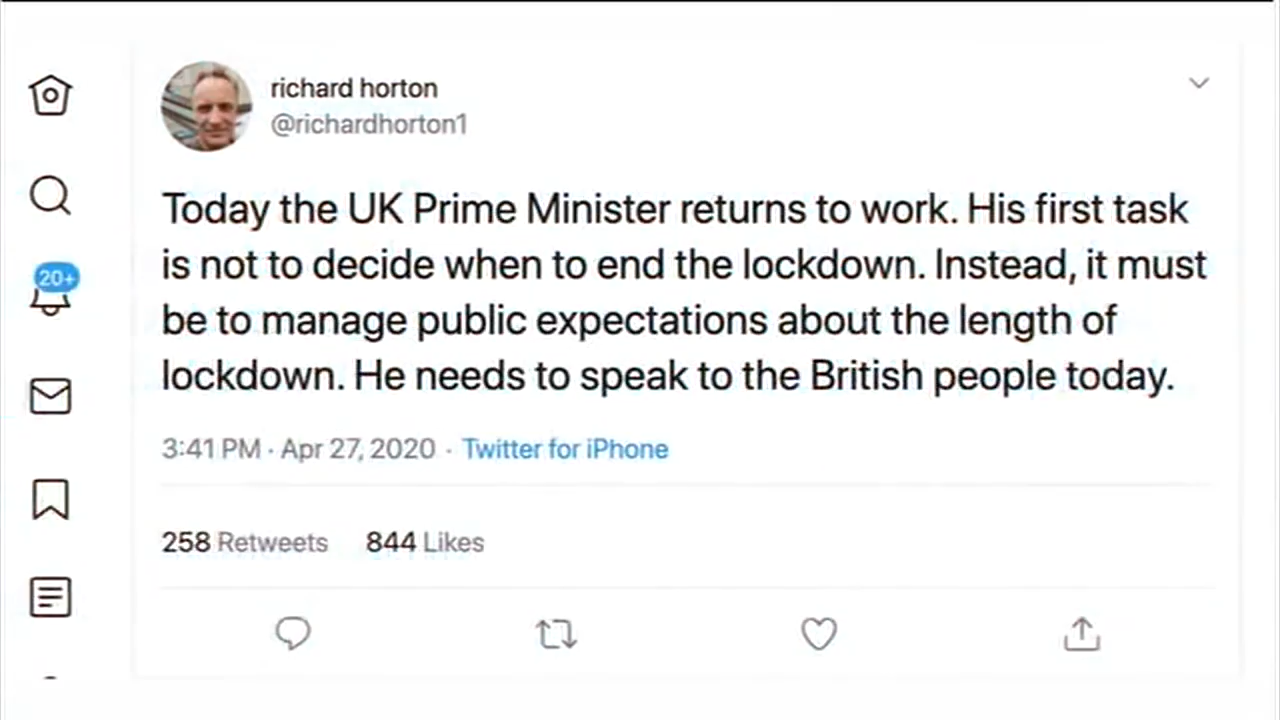 richard horton
@richardhorton1
Today the UK Prime Minister returns to work. His first task
is not to decide when to end the lockdown. Instead, it must
be to manage public expectations about the length of
lockdown. He needs to speak to the British people today.
20+
3:41 PM · Apr 27, 2020 · Twitter for iPhone
258 Retweets 844 Likes